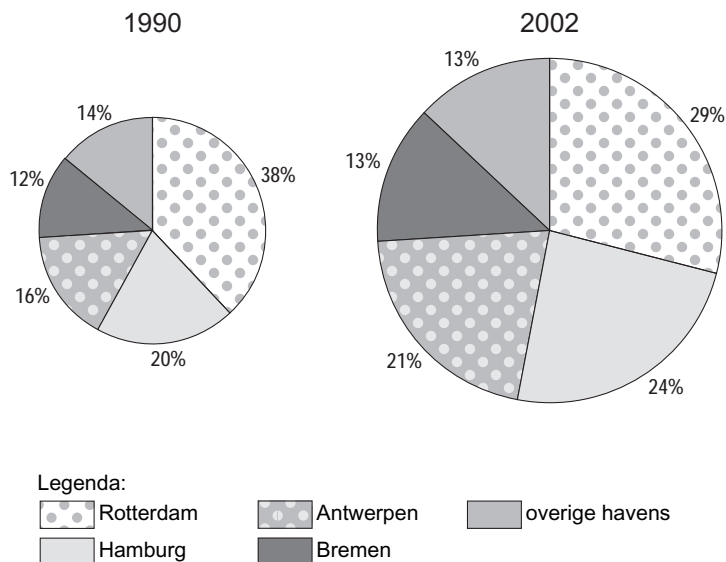 1990
2002
14%
38%
12%
16%
20%
13%
29%
13%
21%
24%
Legenda:
Rotterdam
Antwerpen
overige havens
Hamburg
Bremen